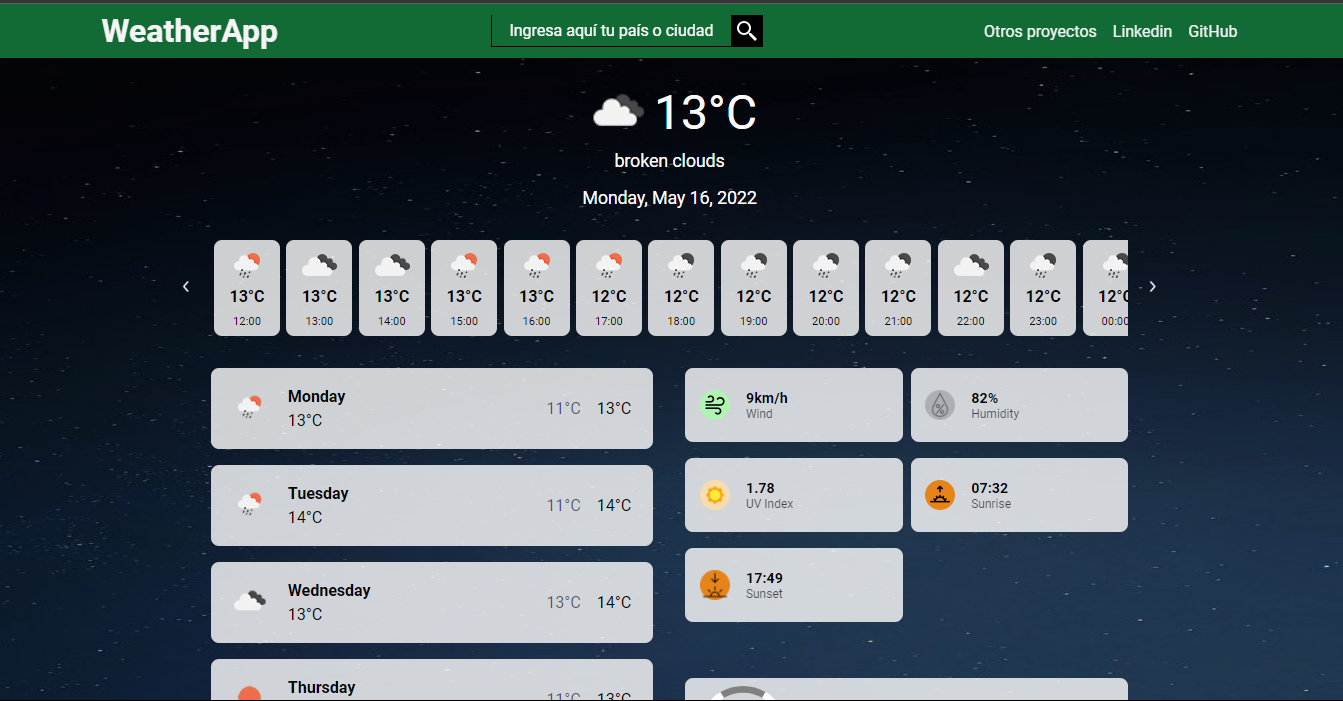 WeatherApp
Ingresa aquí tu país o ciudad
Otros proyectos Linkedin GitHub
13°C
broken clouds
Monday, May 16, 2022
‹
13°C 13°C 13°C 13°C 13°C 12°C 12°C 12°C 12°C 12°C 12°C 12°C 12°C
12:00 13:00 14:00 15:00 16:00 17:00 18:00 19:00 20:00 21:00 22:00 23:00 00:00
›
Monday
13°C
11°C 13°C
Tuesday
14°C
11°C 14°C
Wednesday
13°C
13°C 14°C
Thursday
11°C 13°C
9km/h
Wind
82%
Humidity
1.78
UV Index
07:32
Sunrise
17:49
Sunset